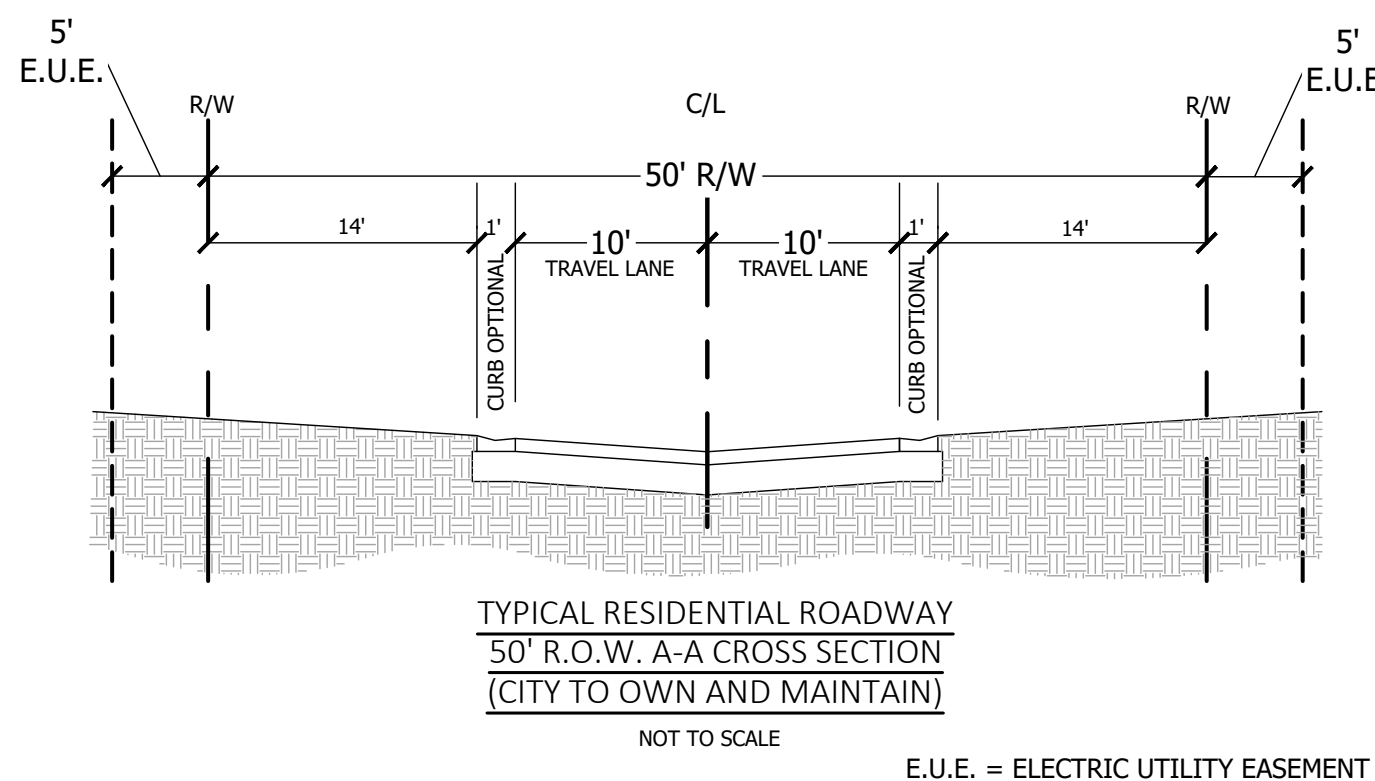 5'
E.U.E.
5'
E.U.E
R/W
C/L
R/W
50' R/W
14'
1'
10'
TRAVEL LANE
10'
TRAVEL LANE
1'
14'
CURB OPTIONAL
CURB OPTIONAL
TYPICAL RESIDENTIAL ROADWAY
50' R.O.W. A-A CROSS SECTION
(CITY TO OWN AND MAINTAIN)
NOT TO SCALE
E.U.E. = ELECTRIC UTILITY EASEMENT